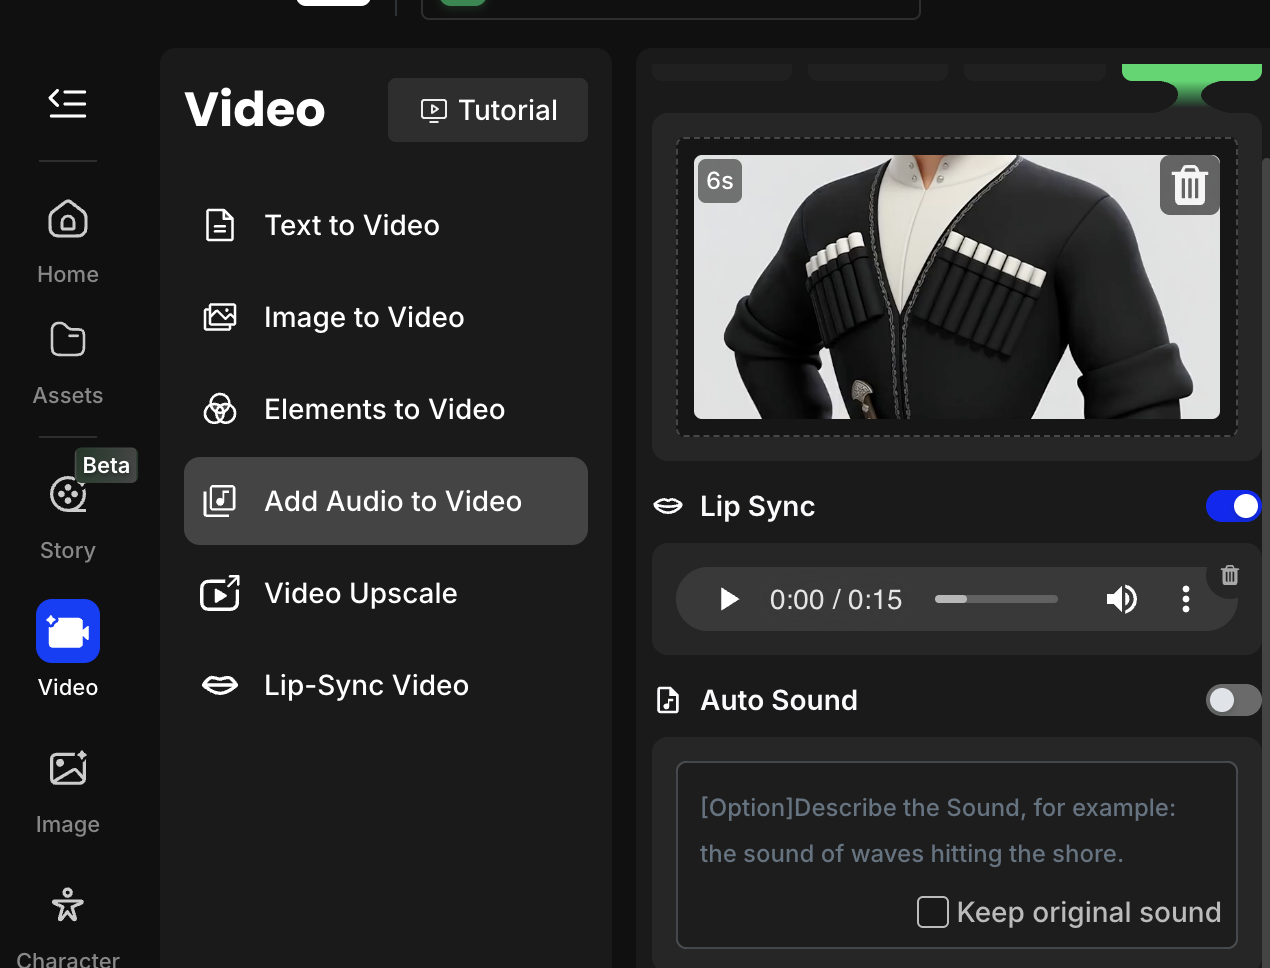 Home
Assets
Beta
Story
Video
Image
Character
Video
Tutorial
Text to Video
Image to Video
Elements to Video
Add Audio to Video
Video Upscale
Lip-Sync Video
6s
Lip Sync
0:00 / 0:15
Auto Sound
[Option]Describe the Sound, for example:
the sound of waves hitting the shore.
Keep original sound